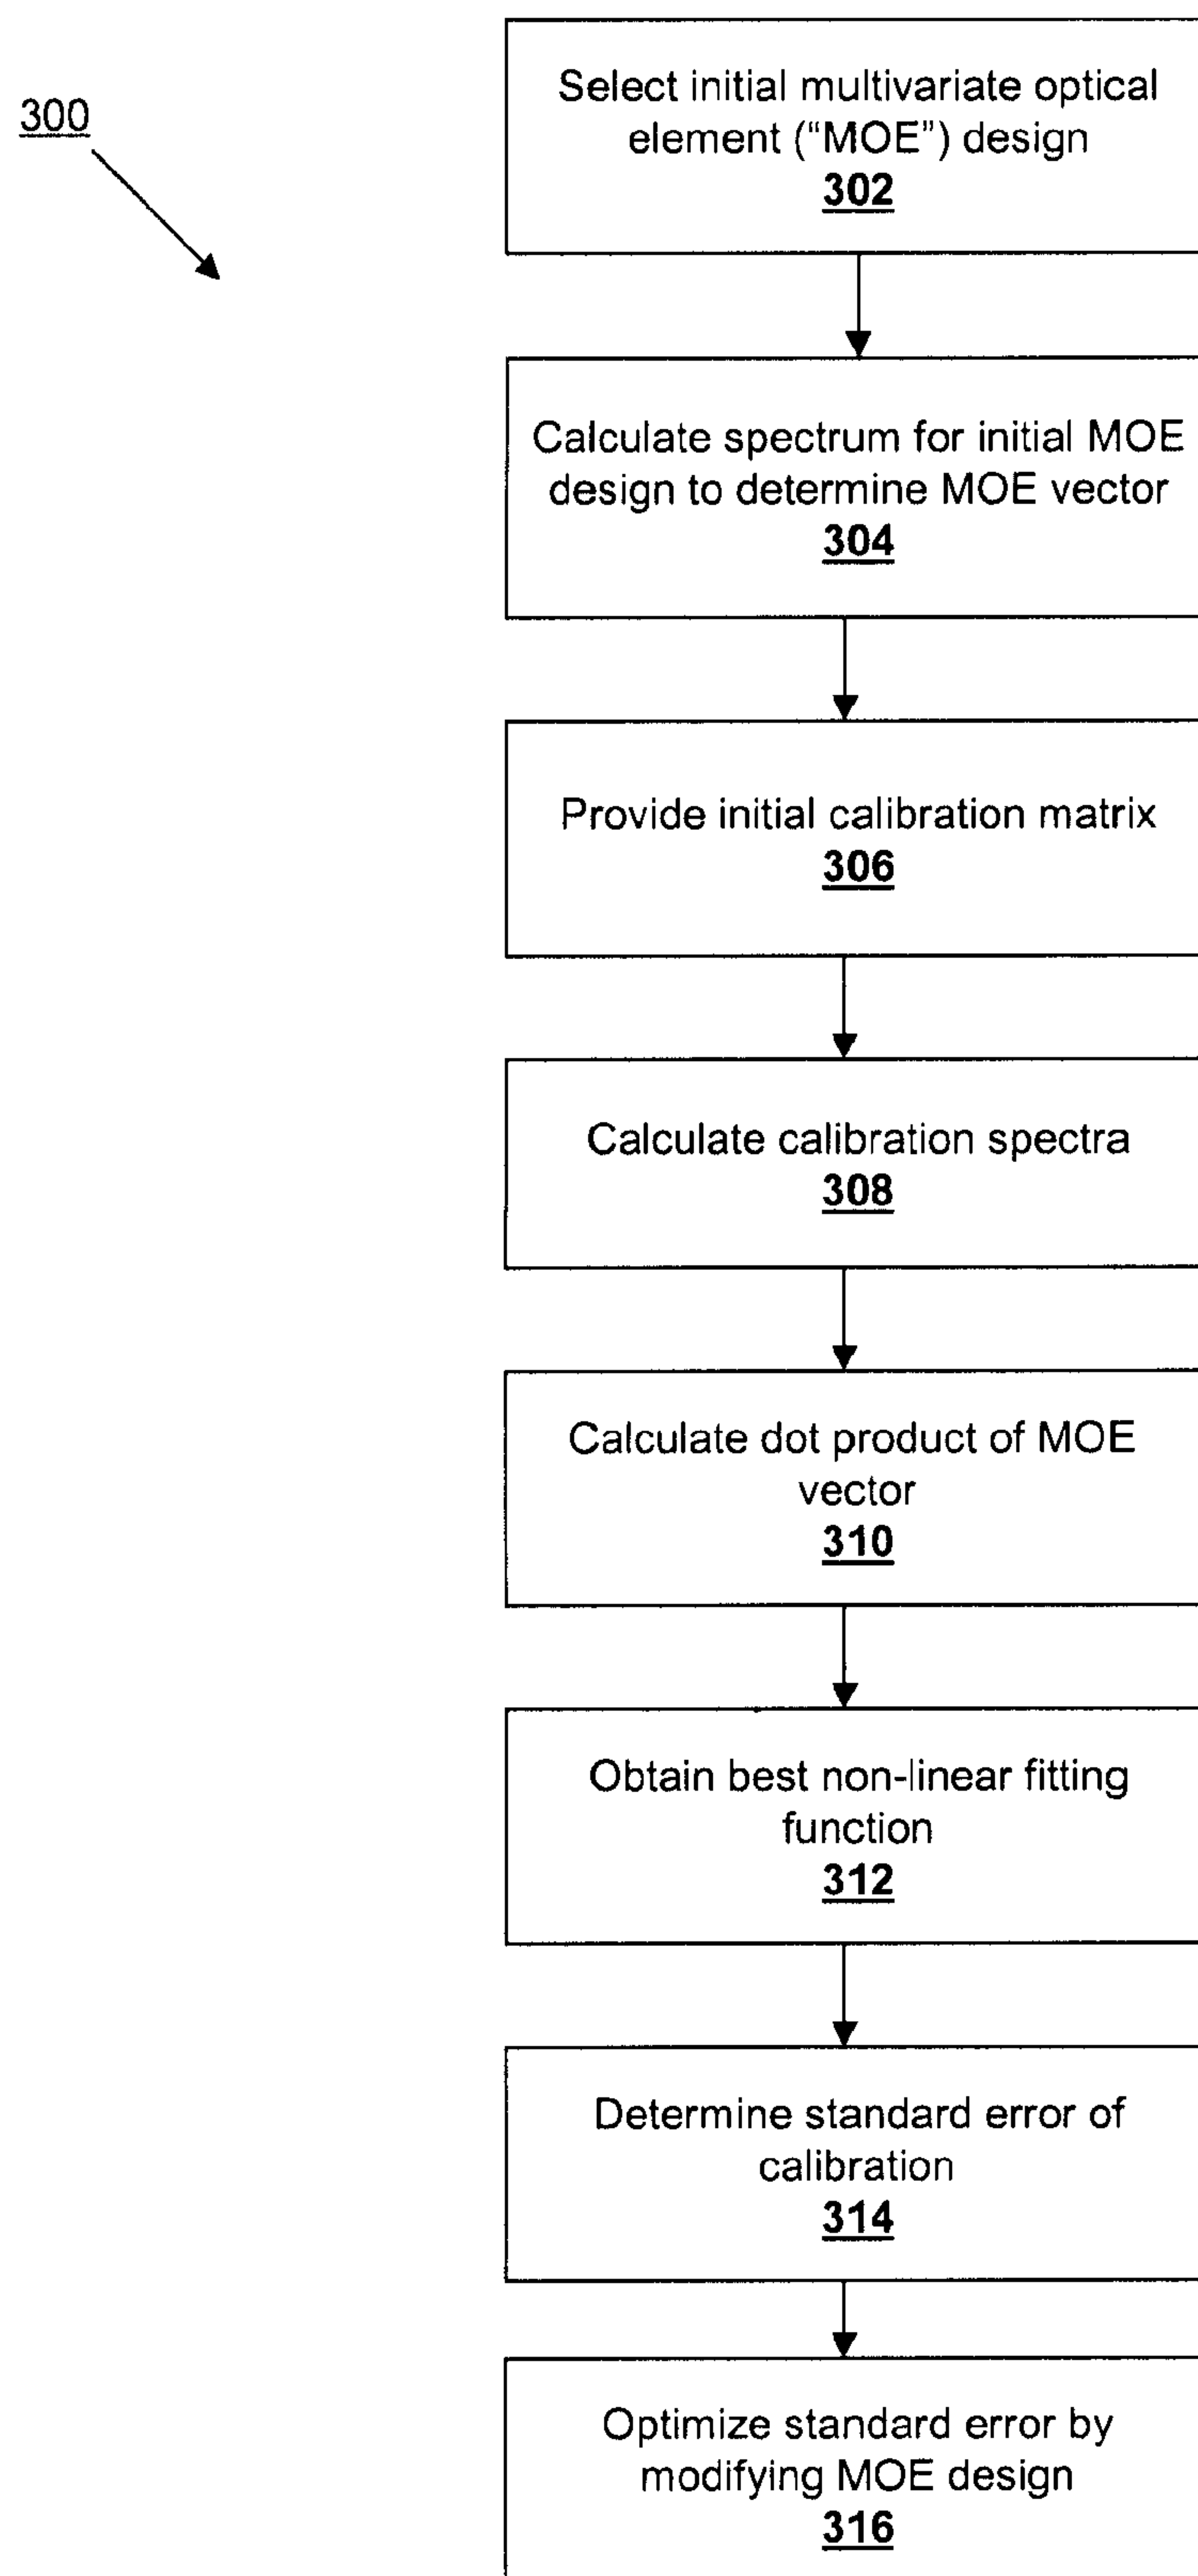 300
Select initial multivariate optical
element (“MOE”) design
302
Calculate spectrum for initial MOE
design to determine MOE vector
304
Provide initial calibration matrix
306
Calculate calibration spectra
308
Calculate dot product of MOE
vector
310
Obtain best non-linear fitting
function
312
Determine standard error of
calibration
314
Optimize standard error by
modifying MOE design
316